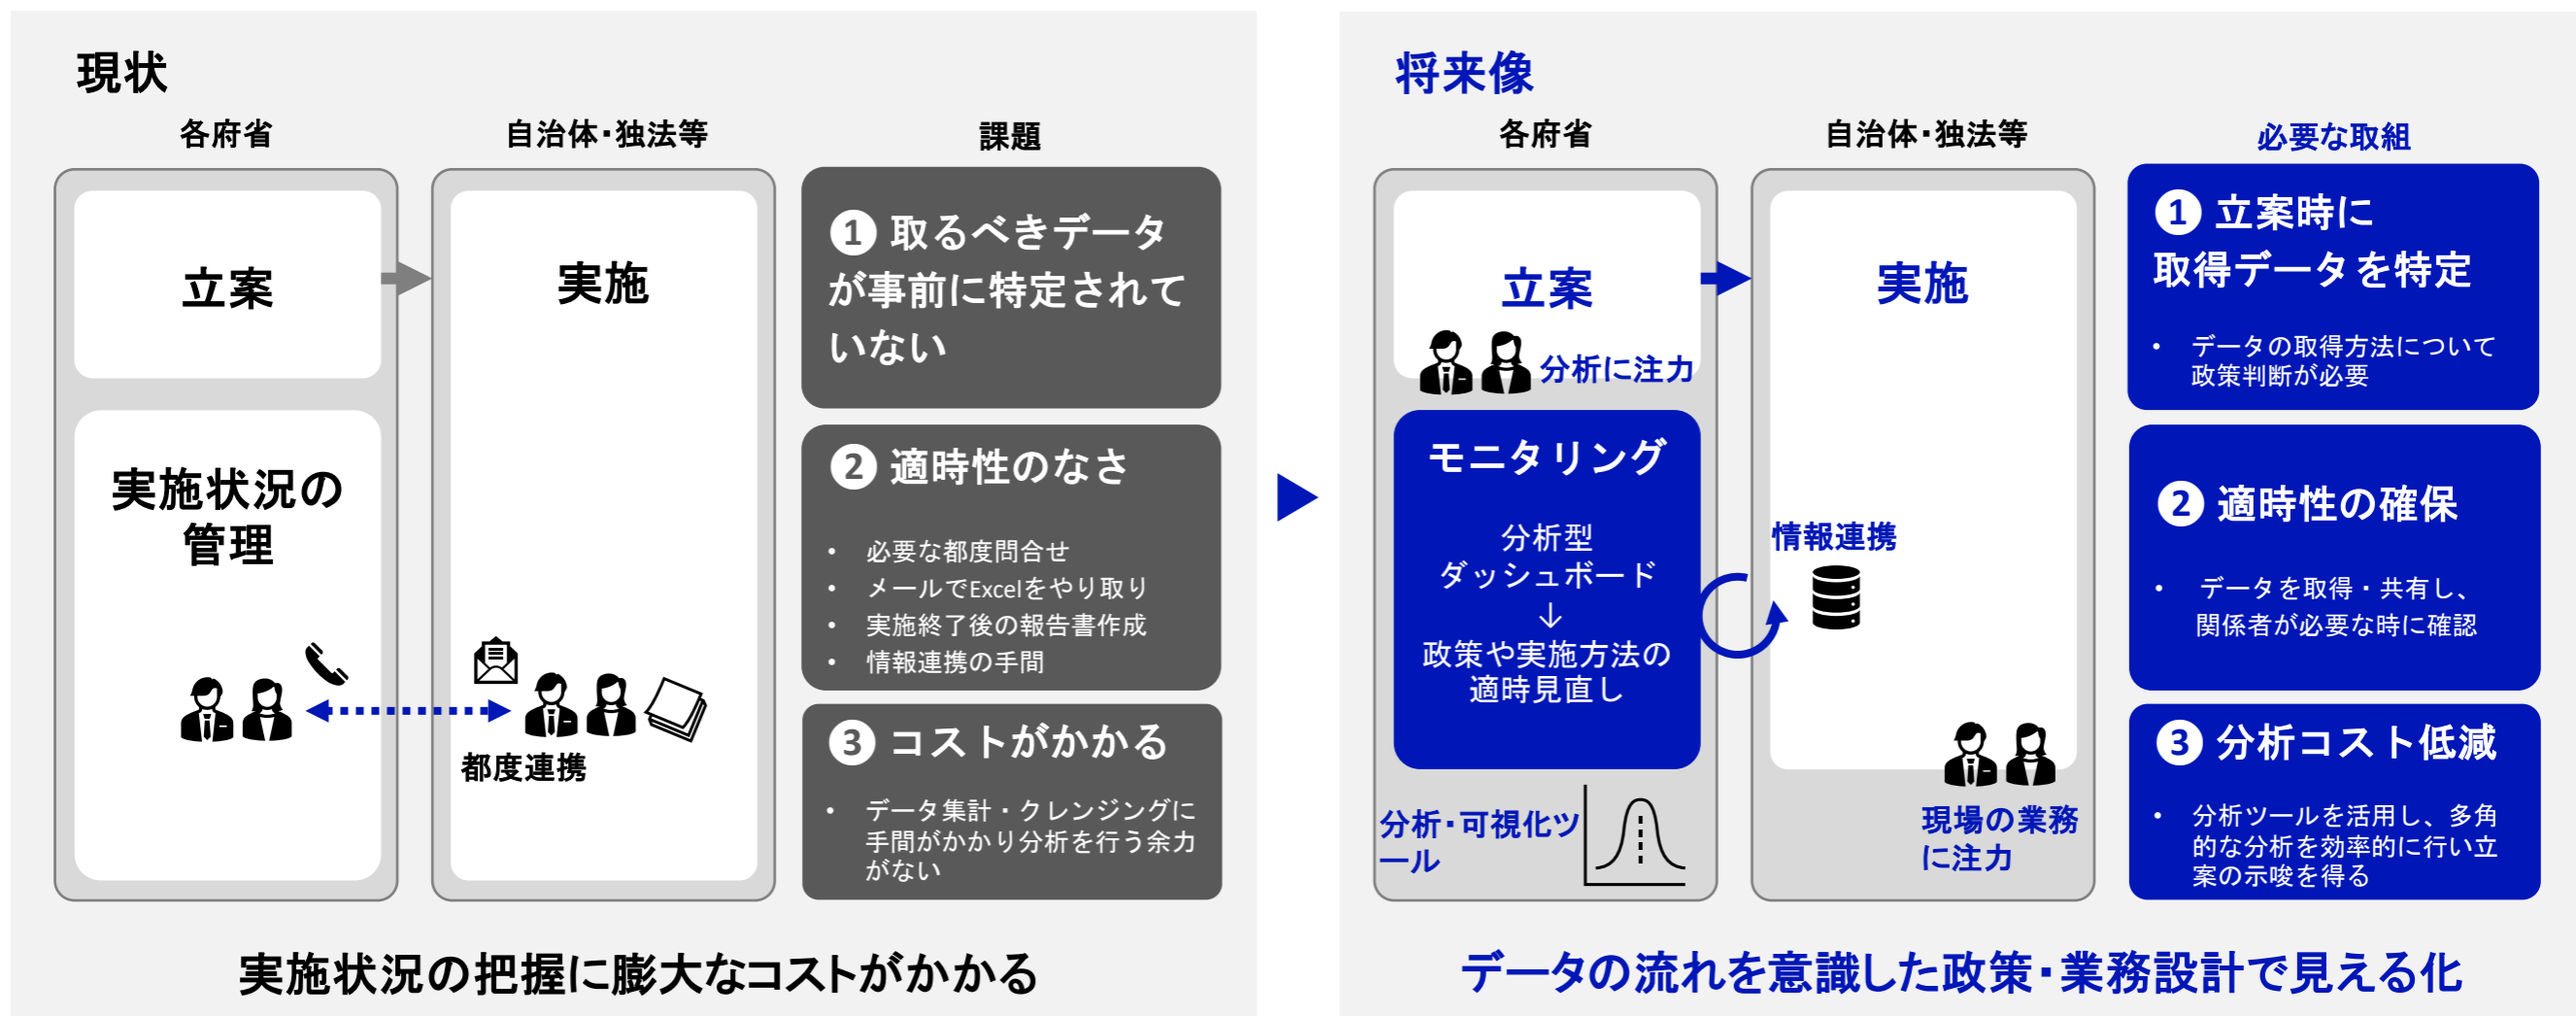 現状
各府省
自治体・独法等
課題
立案
実施
実施状況の
管理
都度連携
❶ 取るべきデータ
が事前に特定されて
いない
❷ 適時性のなさ
• 必要な都度問合せ
• メールでExcelをやり取り
• 実施終了後の報告書作成
• 情報連携の手間
❸ コストがかかる
• データ集計・クレンジングに
手間がかかり分析を行う余力
がない
実施状況の把握に膨大なコストがかかる
将来像
各府省
自治体・独法等
必要な取組
立案
分析に注力
実施
モニタリング
分析型
ダッシュボード
↓
政策や実施方法の
適時見直し
情報連携
分析・可視化ツ
ール
現場の業務
に注力
❶ 立案時に
取得データを特定
• データの取得方法について
政策判断が必要
❷ 適時性の確保
• データを取得・共有し、
関係者が必要な時に確認
❸ 分析コスト低減
• 分析ツールを活用し、多角
的な分析を効率的に行い立
案の示唆を得る
データの流れを意識した政策・業務設計で見える化